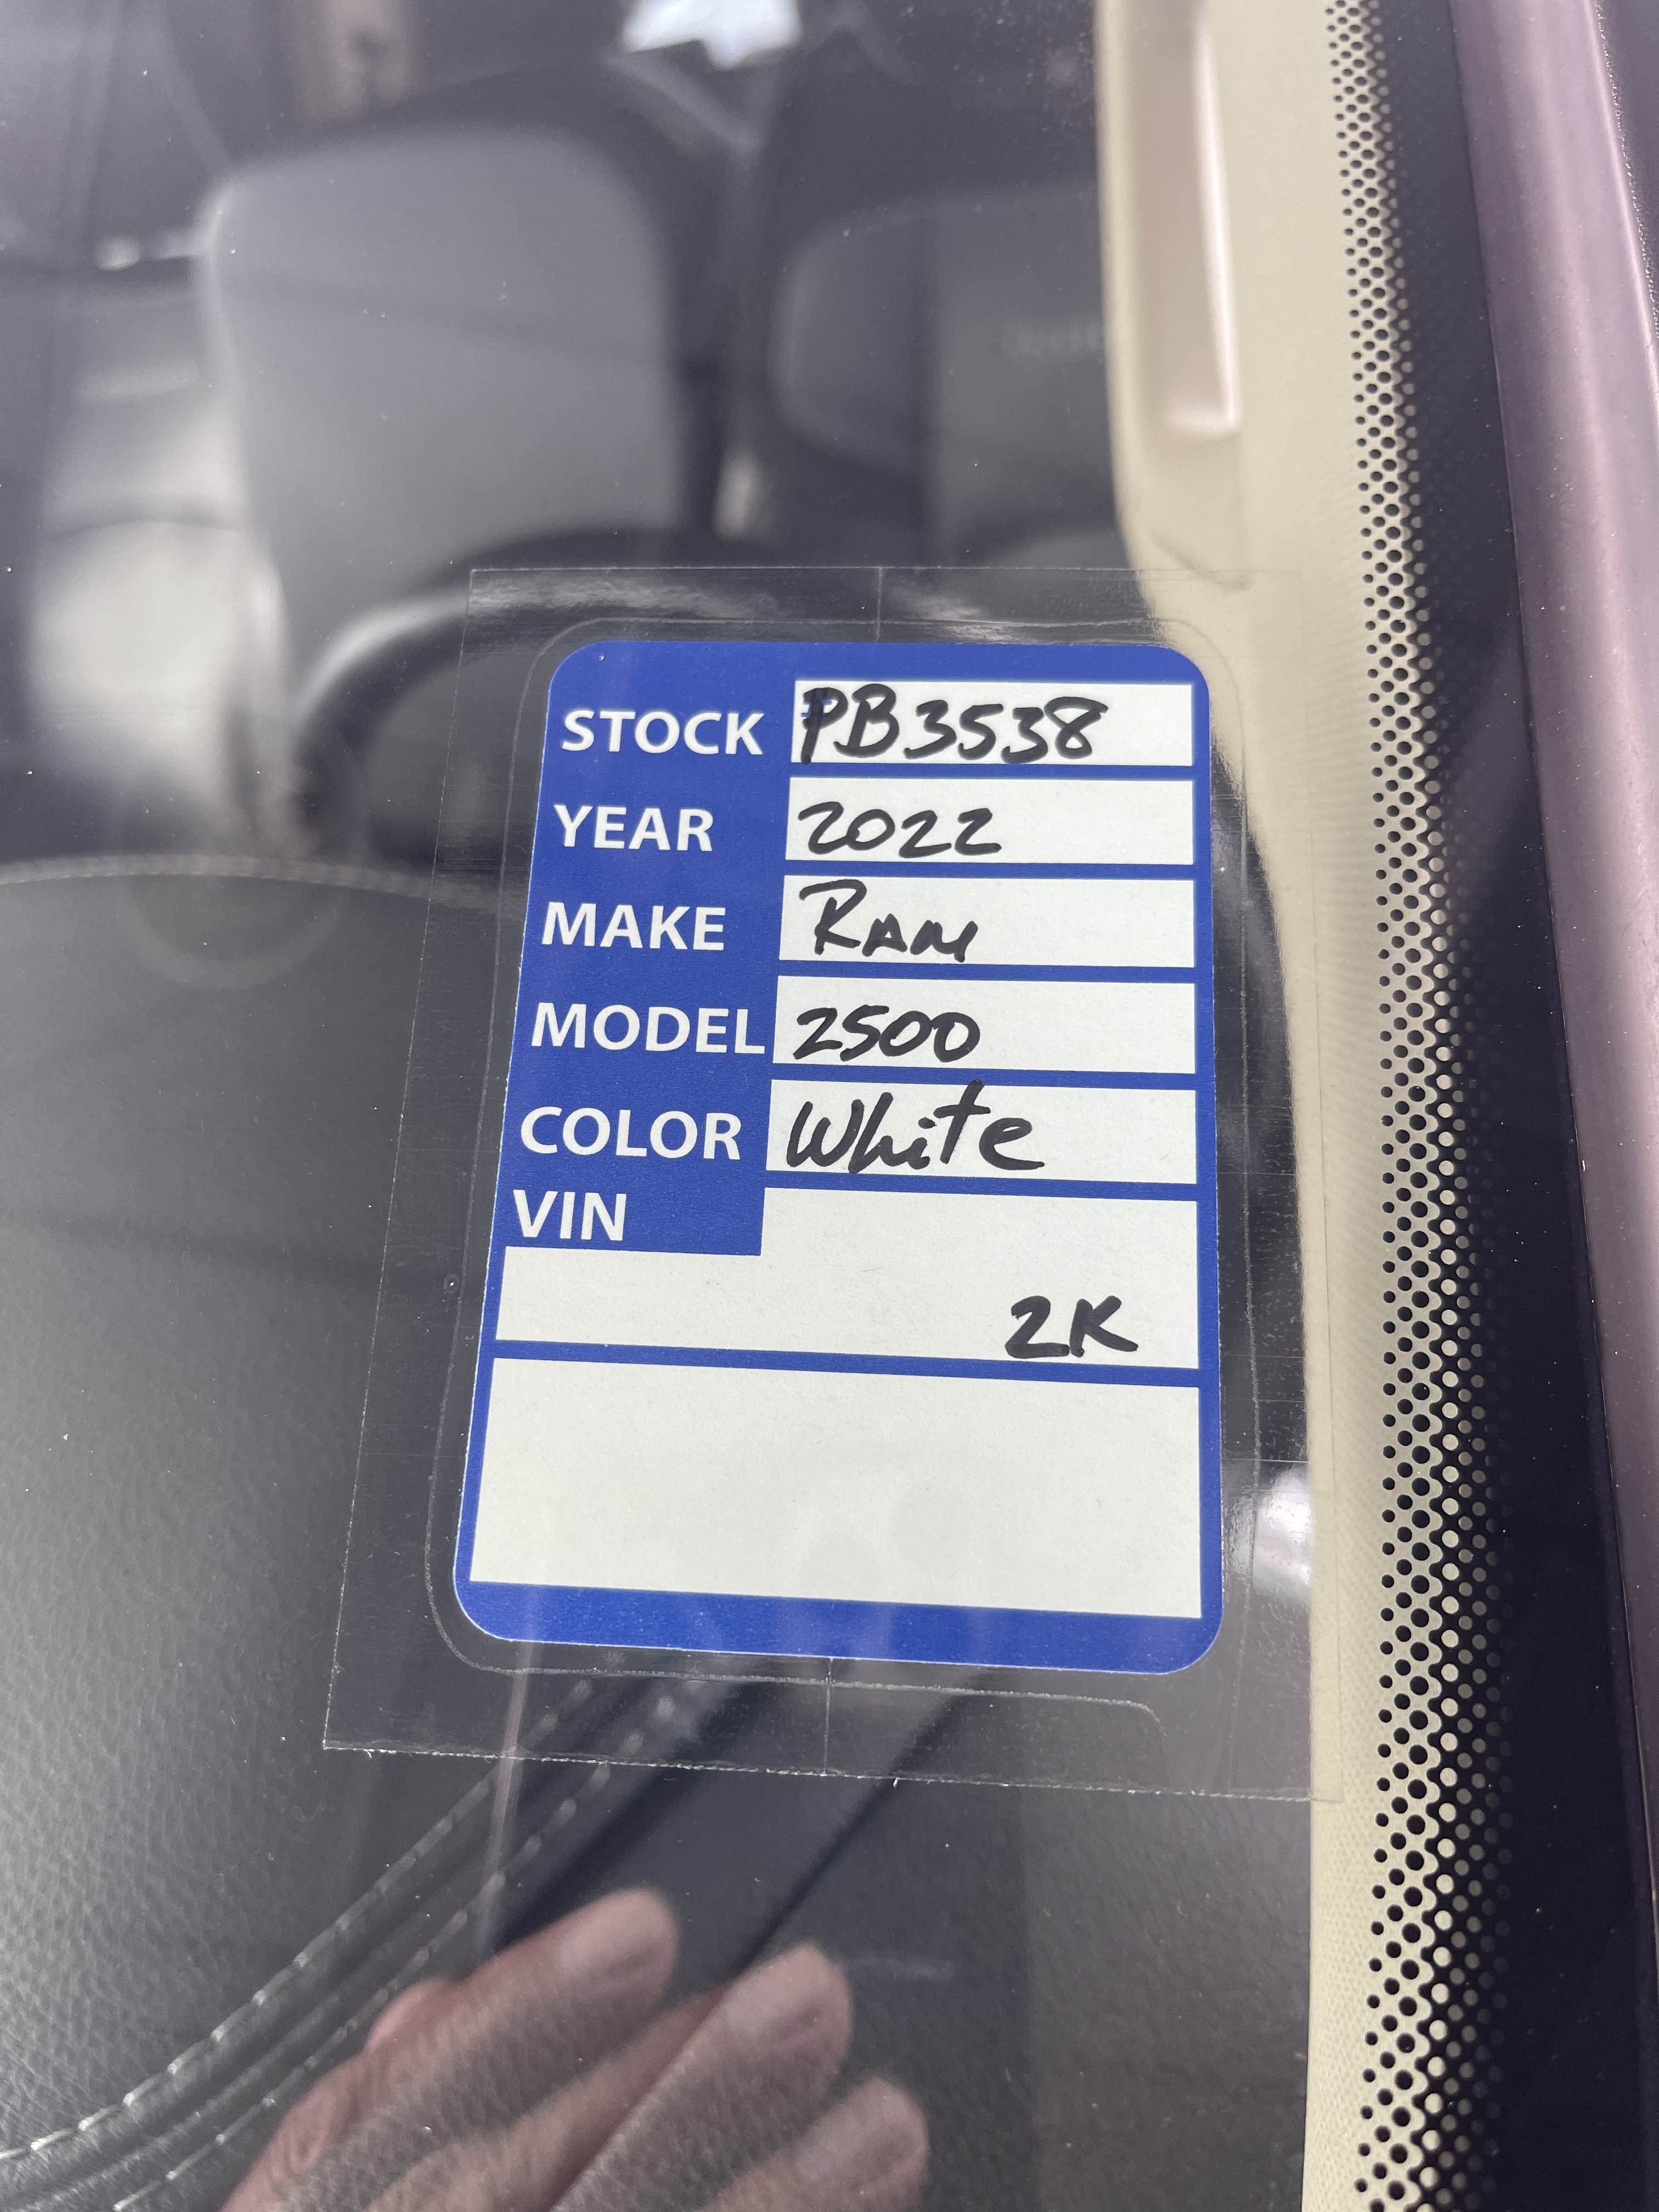 STOCK # PB3538
YEAR 2022
MAKE RAM
MODEL 2500
COLOR White
VIN
2K